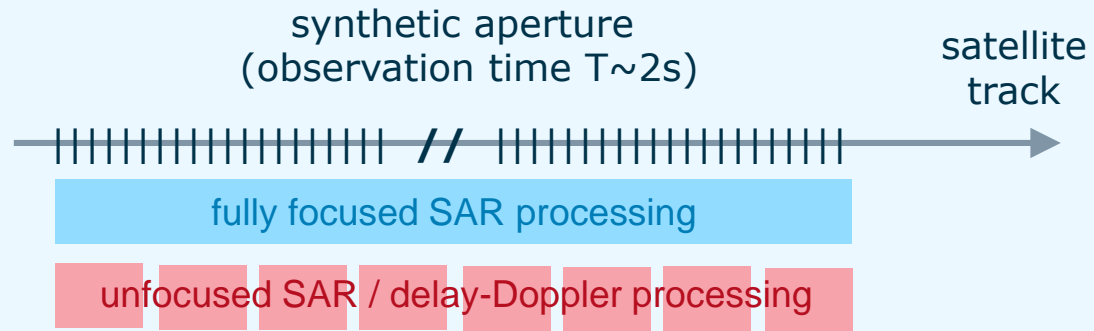 synthetic aperture
(observation time T~2s)
satellite
track
//
fully focused SAR processing
unfocused SAR / delay-Doppler processing